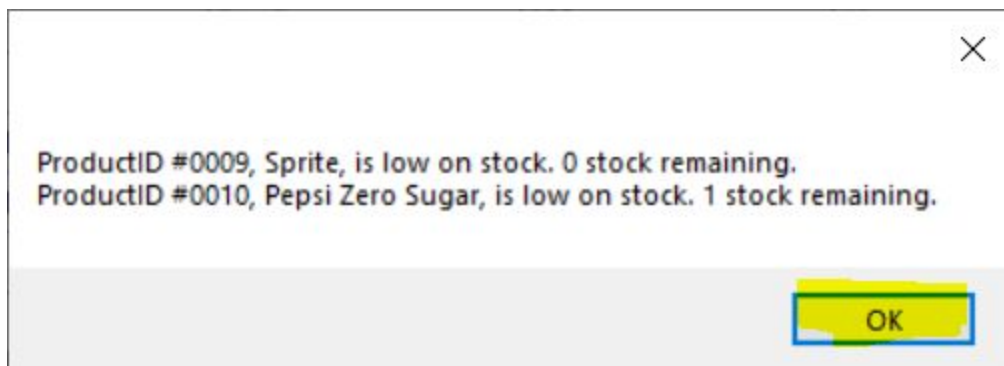 ProductID #0009, Sprite, is low on stock. 0 stock remaining.
ProductID #0010, Pepsi Zero Sugar, is low on stock. 1 stock remaining.
OK